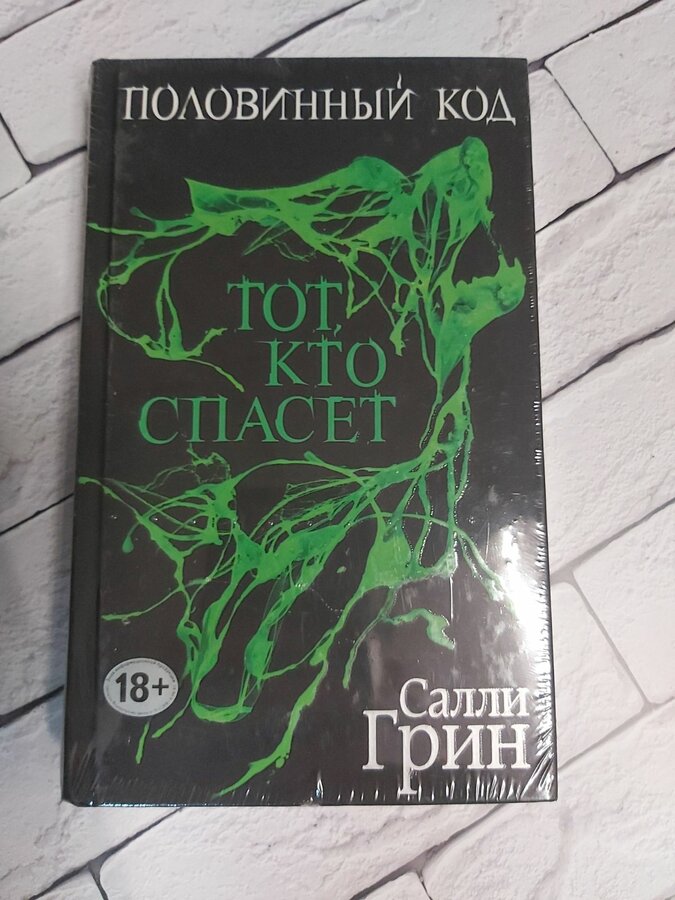 ПОЛОВИННЫЙ КОД
ТОТ,
КТО
СПАСЕТ
18+
Салли
Грин